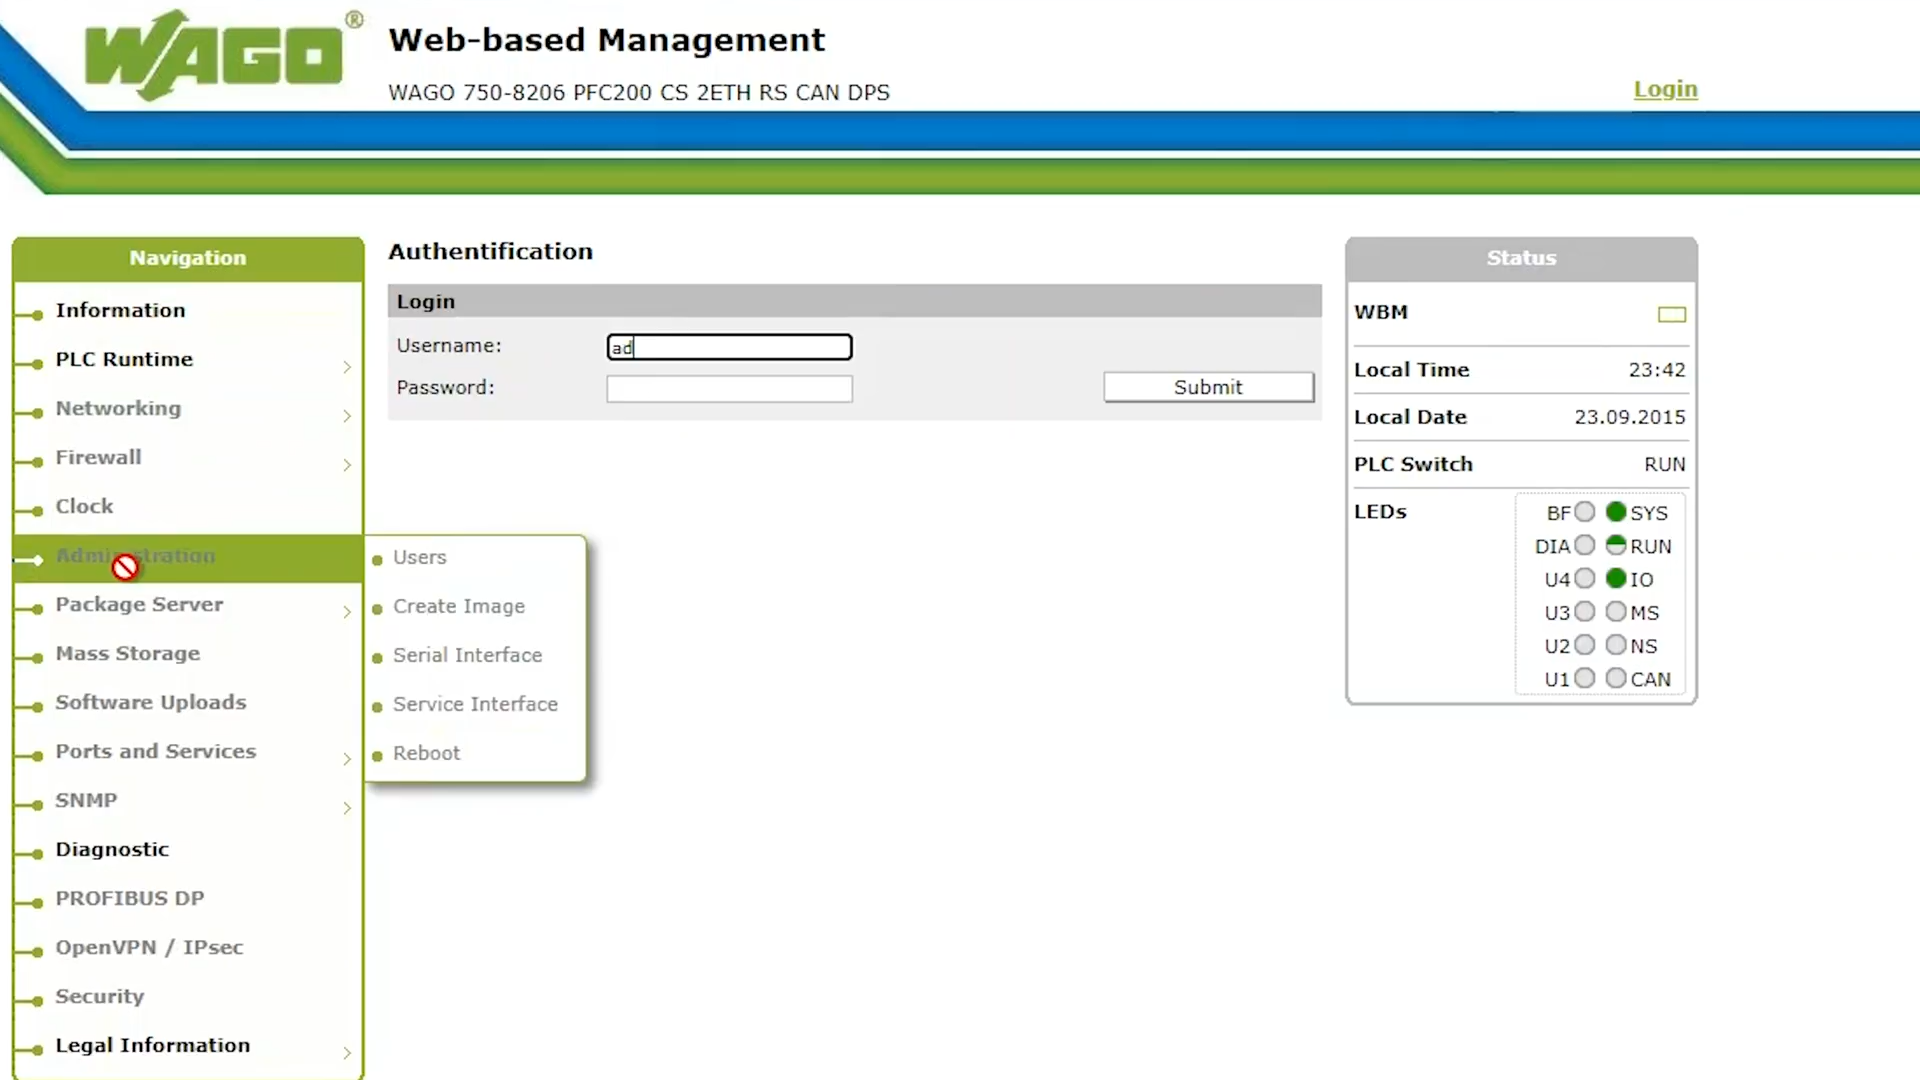 WAGO®
Web-based Management
WAGO 750-8206 PFC200 CS 2ETH RS CAN DPS
Login
Navigation
Information
PLC Runtime
Networking
Firewall
Clock
Administration
Package Server
Mass Storage
Software Uploads
Ports and Services
SNMP
Diagnostic
PROFIBUS DP
OpenVPN / IPsec
Security
Legal Information
Users
Create Image
Serial Interface
Service Interface
Reboot
Authentification
Login
Username: ad
Password:
Submit
Status
WBM
Local Time 23:42
Local Date 23.09.2015
PLC Switch RUN
LEDs
BF SYS
DIA RUN
U4 IO
U3 MS
U2 NS
U1 CAN